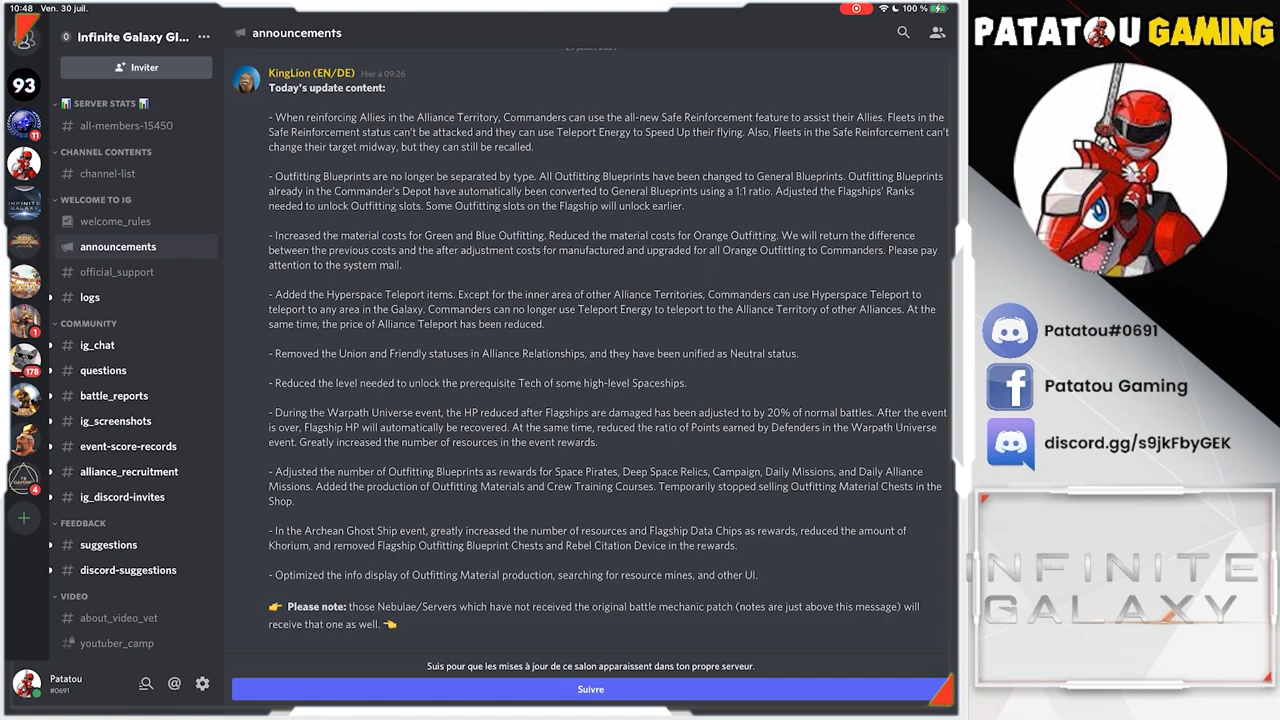 10:48 Ven. 30 juil.
100 %
Infinite Galaxy Gl... ...
Inviter
SERVER STATS
all-members-15450
CHANNEL CONTENTS
channel-list
WELCOME TO IG
welcome_rules
announcements
official_support
logs
COMMUNITY
ig_chat
questions
battle_reports
ig_screenshots
event-score-records
alliance_recruitment
ig_discord-invites
FEEDBACK
suggestions
discord-suggestions
VIDEO
about_video_vet
youtuber_camp
Patatou
#0691
93
11
INFINITE
GALAXY
1
178
4
announcements
29 juillet 2021
KingLion (EN/DE) Hier à 09:26
Today's update content:
- When reinforcing Allies in the Alliance Territory, Commanders can use the all-new Safe Reinforcement feature to assist their Allies. Fleets in the
Safe Reinforcement status can't be attacked and they can use Teleport Energy to Speed Up their flying. Also, Fleets in the Safe Reinforcement can't
change their target midway, but they can still be recalled.
- Outfitting Blueprints are no longer be separated by type. All Outfitting Blueprints have been changed to General Blueprints. Outfitting Blueprints
already in the Commander's Depot have automatically been converted to General Blueprints using a 1:1 ratio. Adjusted the Flagships' Ranks
needed to unlock Outfitting slots. Some Outfitting slots on the Flagship will unlock earlier.
- Increased the material costs for Green and Blue Outfitting. Reduced the material costs for Orange Outfitting. We will return the difference
between the previous costs and the after adjustment costs for manufactured and upgraded for all Orange Outfitting to Commanders. Please pay
attention to the system mail.
- Added the Hyperspace Teleport items. Except for the inner area of other Alliance Territories, Commanders can use Hyperspace Teleport to
teleport to any area in the Galaxy. Commanders can no longer use Teleport Energy to teleport to the Alliance Territory of other Alliances. At the
same time, the price of Alliance Teleport has been reduced.
- Removed the Union and Friendly statuses in Alliance Relationships, and they have been unified as Neutral status.
- Reduced the level needed to unlock the prerequisite Tech of some high-level Spaceships.
- During the Warpath Universe event, the HP reduced after Flagships are damaged has been adjusted to by 20% of normal battles. After the event
is over, Flagship HP will automatically be recovered. At the same time, reduced the ratio of Points earned by Defenders in the Warpath Universe
event. Greatly increased the number of resources in the event rewards.
- Adjusted the number of Outfitting Blueprints as rewards for Space Pirates, Deep Space Relics, Campaign, Daily Missions, and Daily Alliance
Missions. Added the production of Outfitting Materials and Crew Training Courses. Temporarily stopped selling Outfitting Material Chests in the
Shop.
- In the Archean Ghost Ship event, greatly increased the number of resources and Flagship Data Chips as rewards, reduced the amount of
Khorium, and removed Flagship Outfitting Blueprint Chests and Rebel Citation Device in the rewards.
- Optimized the info display of Outfitting Material production, searching for resource mines, and other UI.
Please note: those Nebulae/Servers which have not received the original battle mechanic patch (notes are just above this message) will
receive that one as well.
Suis pour que les mises à jour de ce salon apparaissent dans ton propre serveur.
Suivre
PATATOU GAMING
Patatou#0691
Patatou Gaming
discord.gg/s9jkFbyGEK
INFINITE
GALAXY